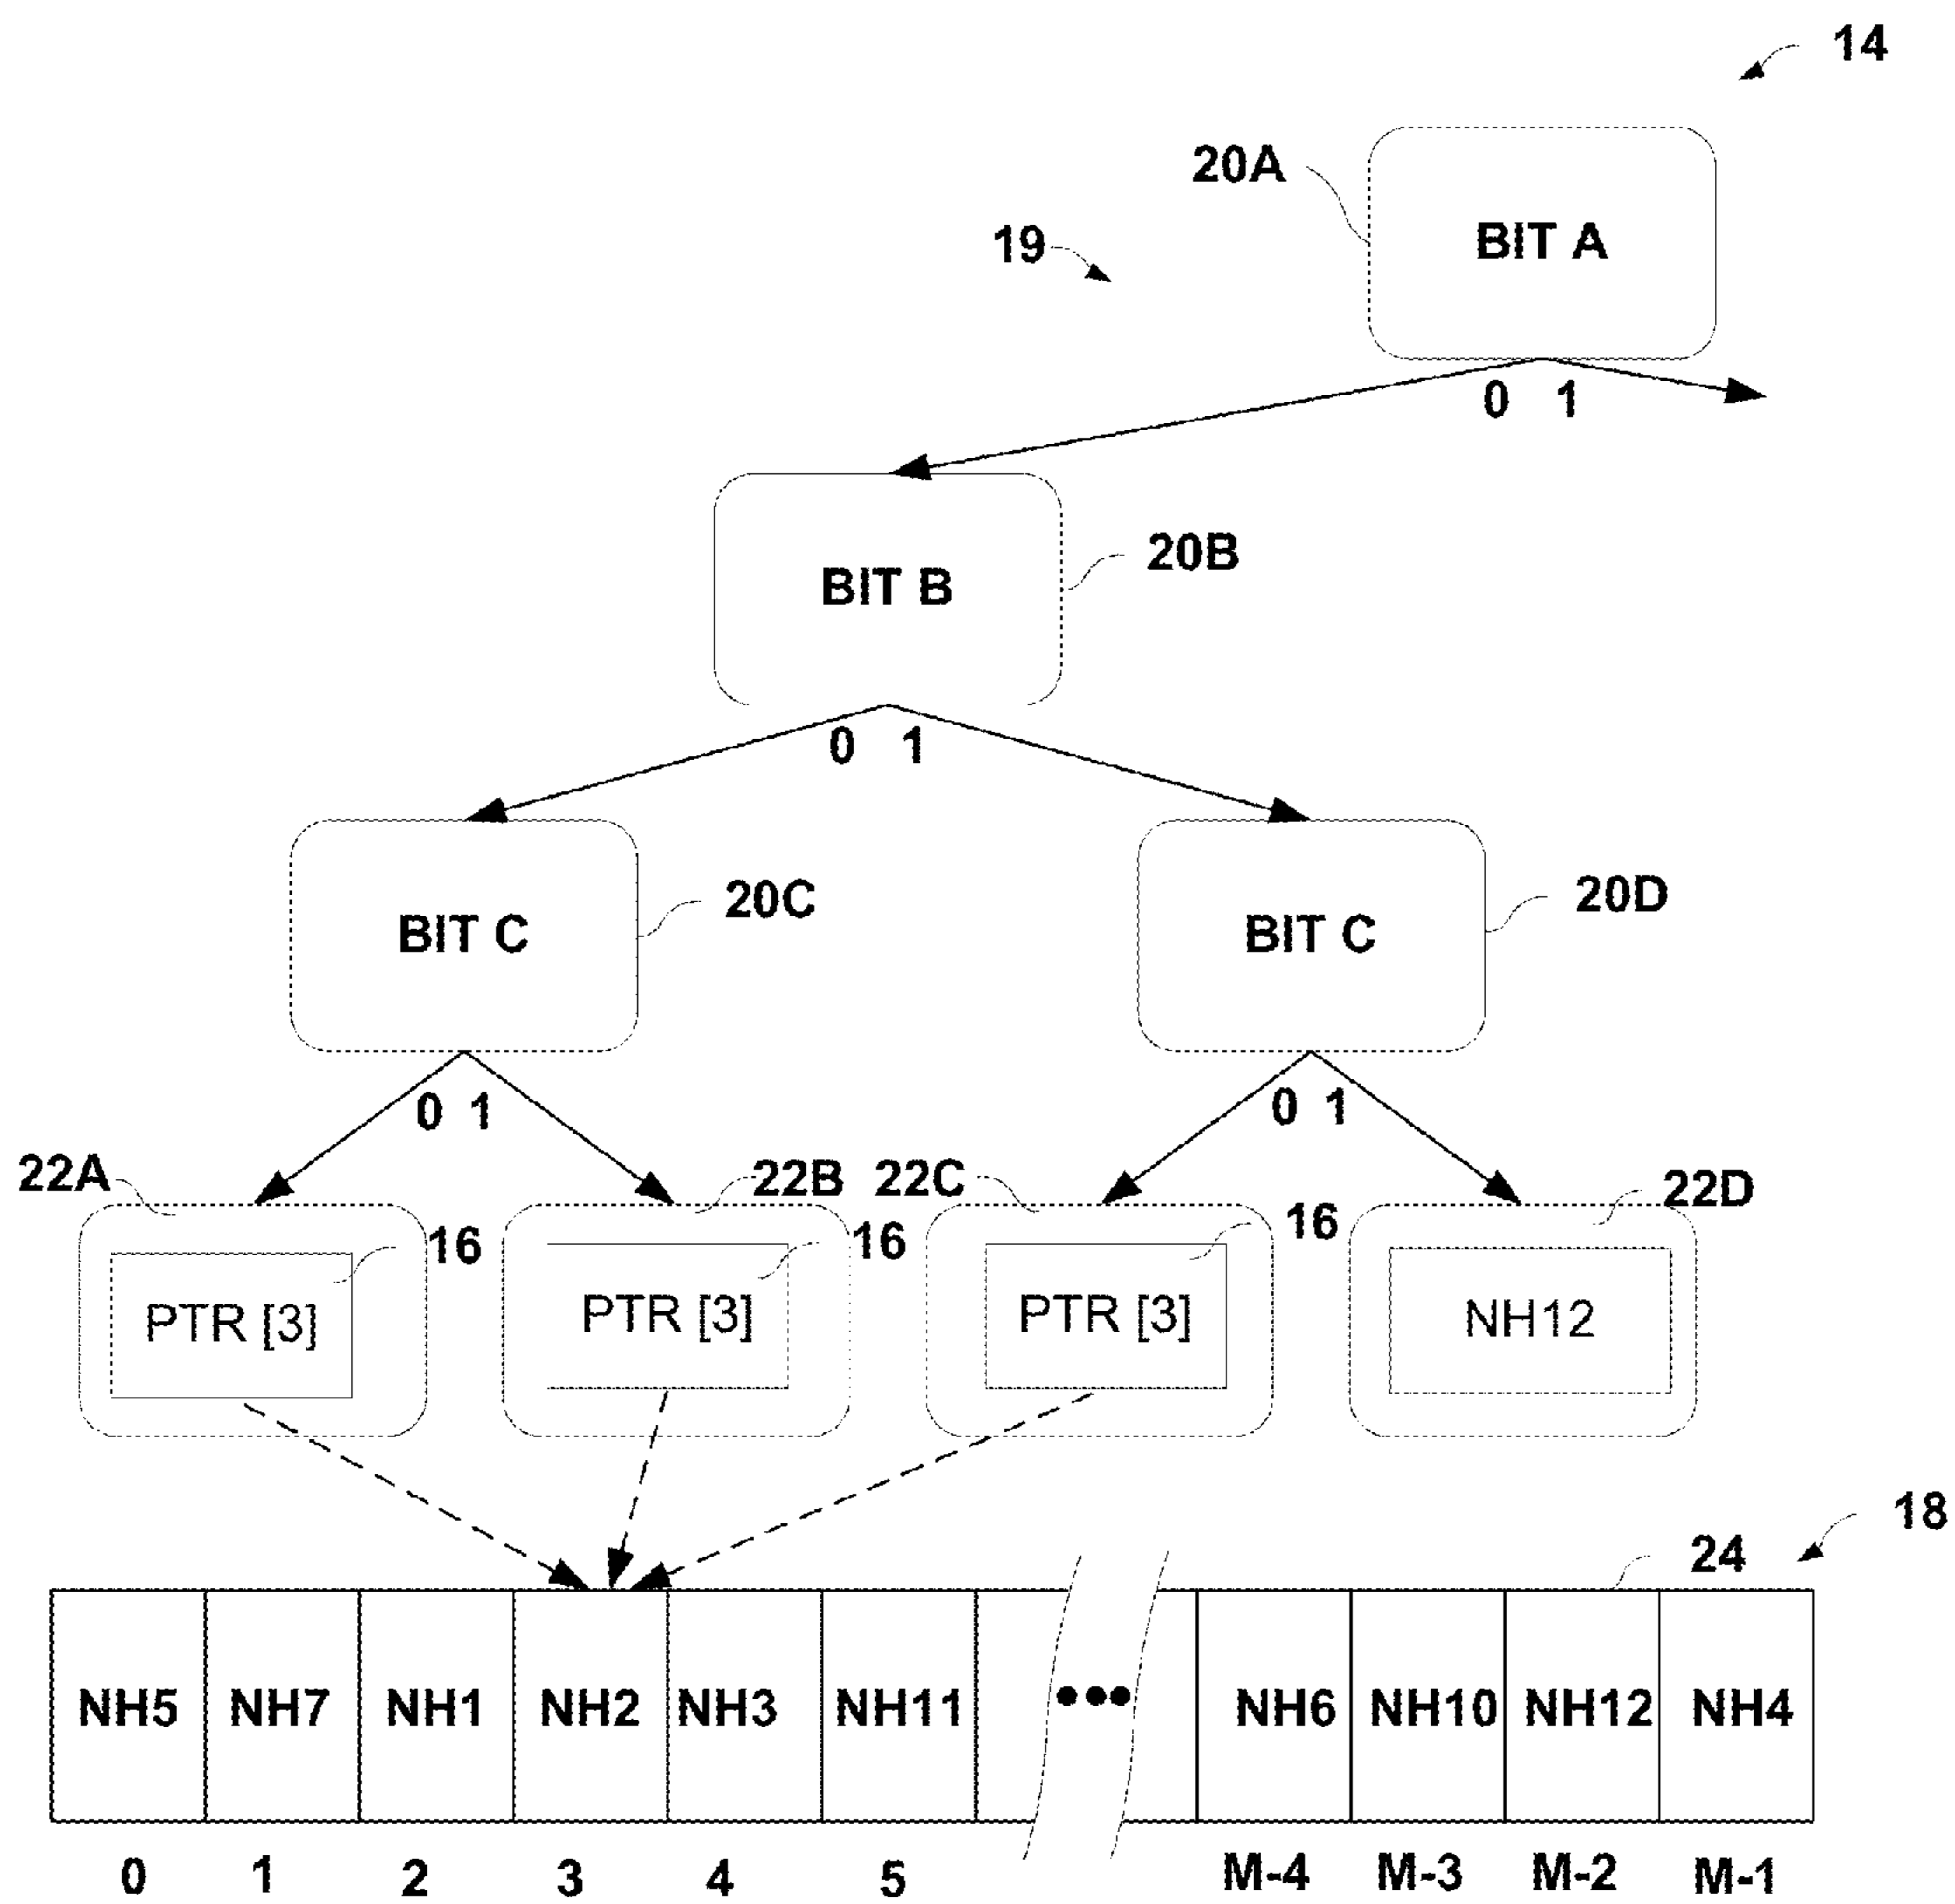 14
20A
BIT A
19
0 1
20B
BIT B
0 1
20C
20D
BIT C
BIT C
0 1
0 1
22A
22B
22C
22D
16
16
16
PTR [3]
PTR [3]
PTR [3]
NH12
18
24
NH5 NH7 NH1 NH2 NH3 NH11 ●●● NH6 NH10 NH12 NH4
0 1 2 3 4 5 M-4 M-3 M-2 M-1